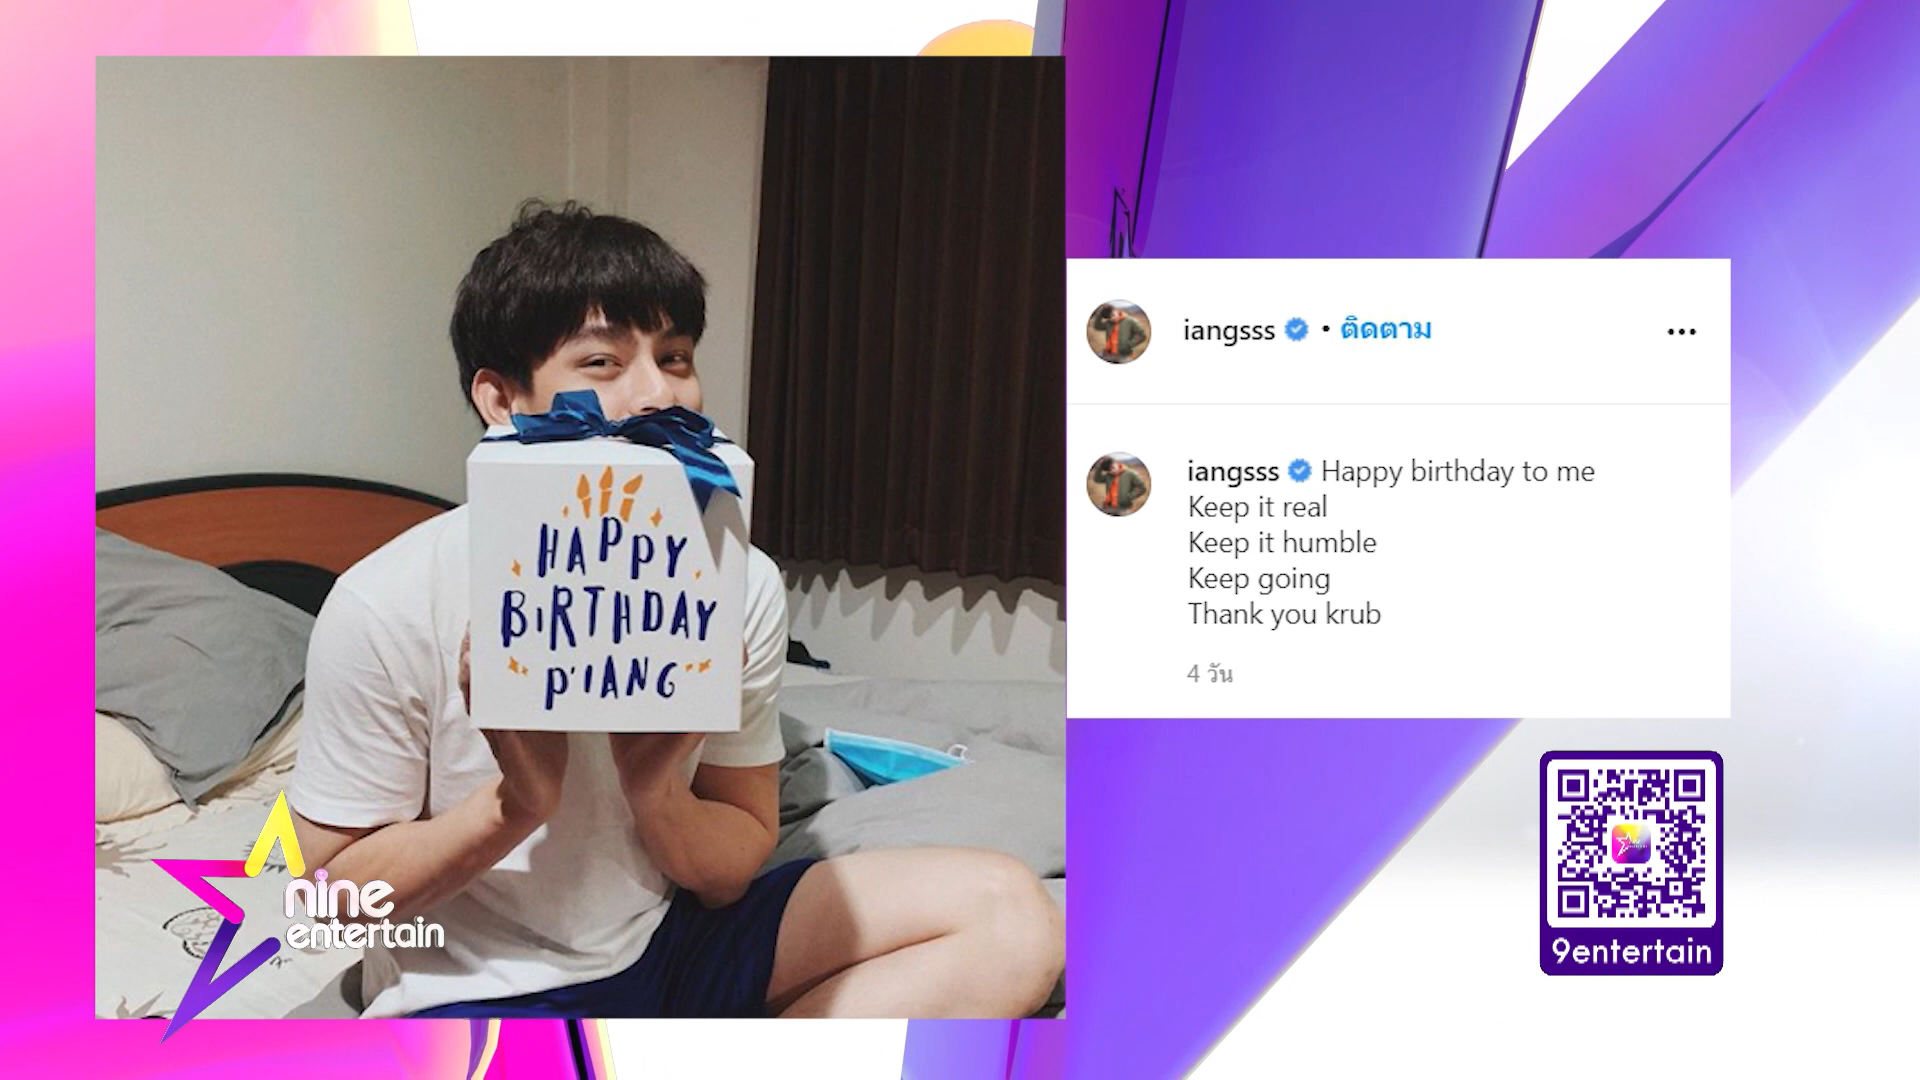 HAPPY
BIRTHDAY
P'IANG
nine
entertain
iangsss • ติดตาม
iangsss Happy birthday to me
Keep it real
Keep it humble
Keep going
Thank you krub
4 วัน
9entertain